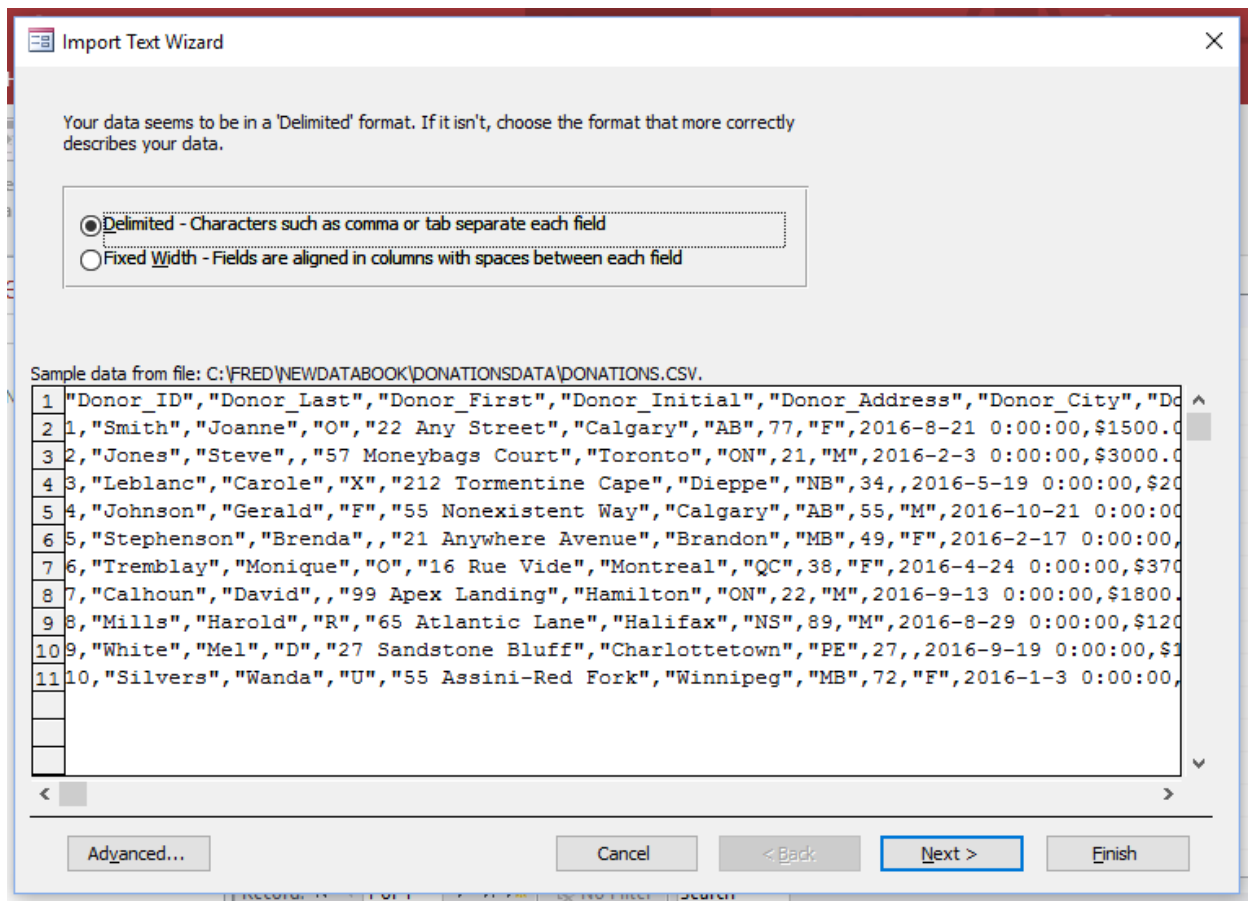 Import Text Wizard
Your data seems to be in a 'Delimited' format. If it isn't, choose the format that more correctly
describes your data.
Delimited - Characters such as comma or tab separate each field
Fixed Width - Fields are aligned in columns with spaces between each field
Sample data from file: C:\FRED\NEWDATABOOK\DONATIONSDATA\DONATIONS.CSV.
1 "Donor_ID","Donor_Last","Donor_First","Donor_Initial","Donor_Address","Donor_City","Do
2 1,"Smith","Joanne","O","22 Any Street","Calgary","AB",77,"F",2016-8-21 0:00:00,$1500.0
3 2,"Jones","Steve",,"57 Moneybags Court","Toronto","ON",21,"M",2016-2-3 0:00:00,$3000.0
4 3,"Leblanc","Carole","X","212 Tormentine Cape","Dieppe","NB",34,,2016-5-19 0:00:00,$20
5 4,"Johnson","Gerald","F","55 Nonexistent Way","Calgary","AB",55,"M",2016-10-21 0:00:00
6 5,"Stephenson","Brenda",,"21 Anywhere Avenue","Brandon","MB",49,"F",2016-2-17 0:00:00,
7 6,"Tremblay","Monique","O","16 Rue Vide","Montreal","QC",38,"F",2016-4-24 0:00:00,$370
8 7,"Calhoun","David",,"99 Apex Landing","Hamilton","ON",22,"M",2016-9-13 0:00:00,$1800.
9 8,"Mills","Harold","R","65 Atlantic Lane","Halifax","NS",89,"M",2016-8-29 0:00:00,$120
10 9,"White","Mel","D","27 Sandstone Bluff","Charlottetown","PE",27,,2016-9-19 0:00:00,$1
11 10,"Silvers","Wanda","U","55 Assini-Red Fork","Winnipeg","MB",72,"F",2016-1-3 0:00:00,
Advanced... Cancel < Back Next > Finish